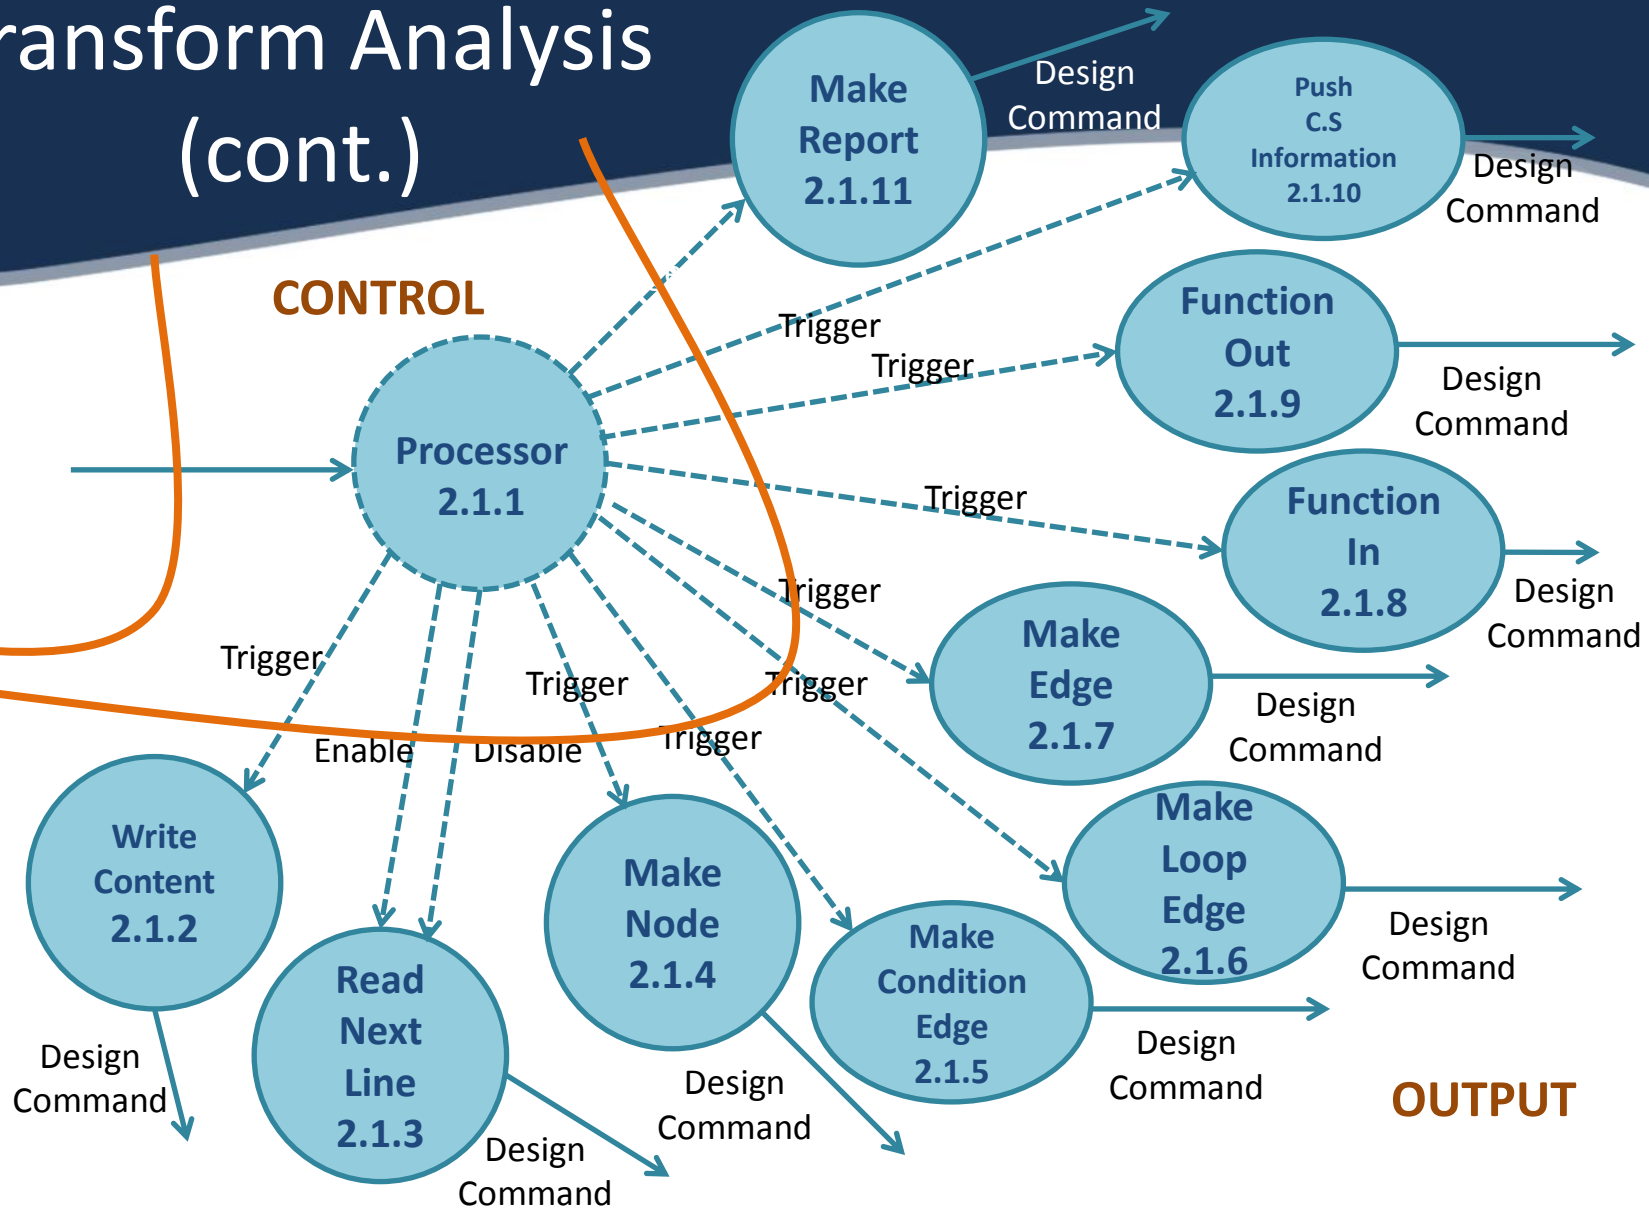 ransform Analysis
(cont.)
Make
Report
2.1.11
Design
Command
Push
C.S
Information
2.1.10
Design
Command
CONTROL
Trigger
Function
Out
2.1.9
Trigger
Design
Command
Processor
2.1.1
Trigger
Function
In
2.1.8
Design
Command
Trigger
Make
Edge
2.1.7
Design
Command
Trigger
Trigger
Trigger
Trigger
Enable
Disable
Make
Loop
Edge
2.1.6
Design
Command
Write
Content
2.1.2
Design
Command
Read
Next
Line
2.1.3
Design
Command
Make
Node
2.1.4
Design
Command
Make
Condition
Edge
2.1.5
Design
Command
OUTPUT